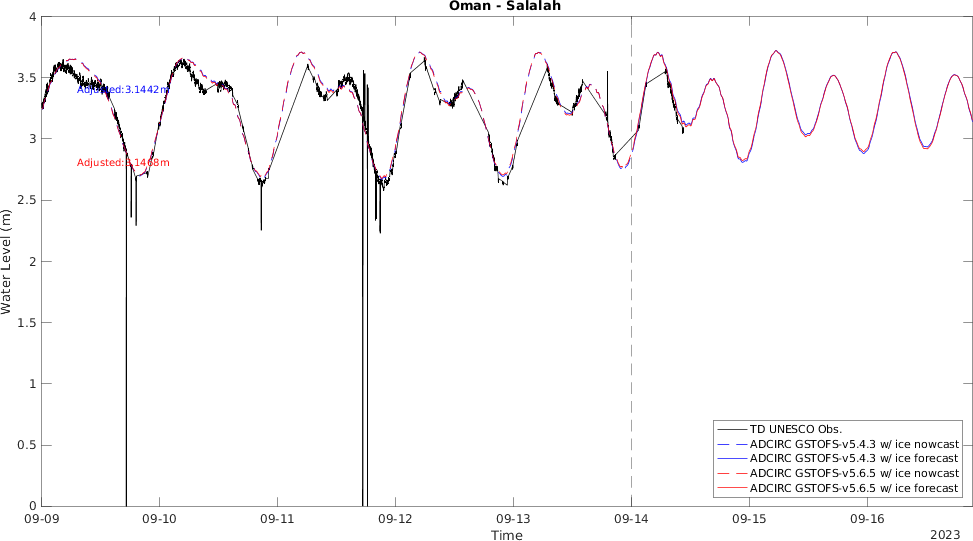 Oman - Salalah
4
3.5
3
2.5
2
1.5
1
0.5
0
Water Level (m)
Adjusted:3.1442m
Adjusted:3.1468m
TD UNESCO Obs.
ADCIRC GSTOFS-v5.4.3 w/ ice nowcast
ADCIRC GSTOFS-v5.4.3 w/ ice forecast
ADCIRC GSTOFS-v5.6.5 w/ ice nowcast
ADCIRC GSTOFS-v5.6.5 w/ ice forecast
09-09 09-10 09-11 09-12 09-13 09-14 09-15 09-16
Time
2023